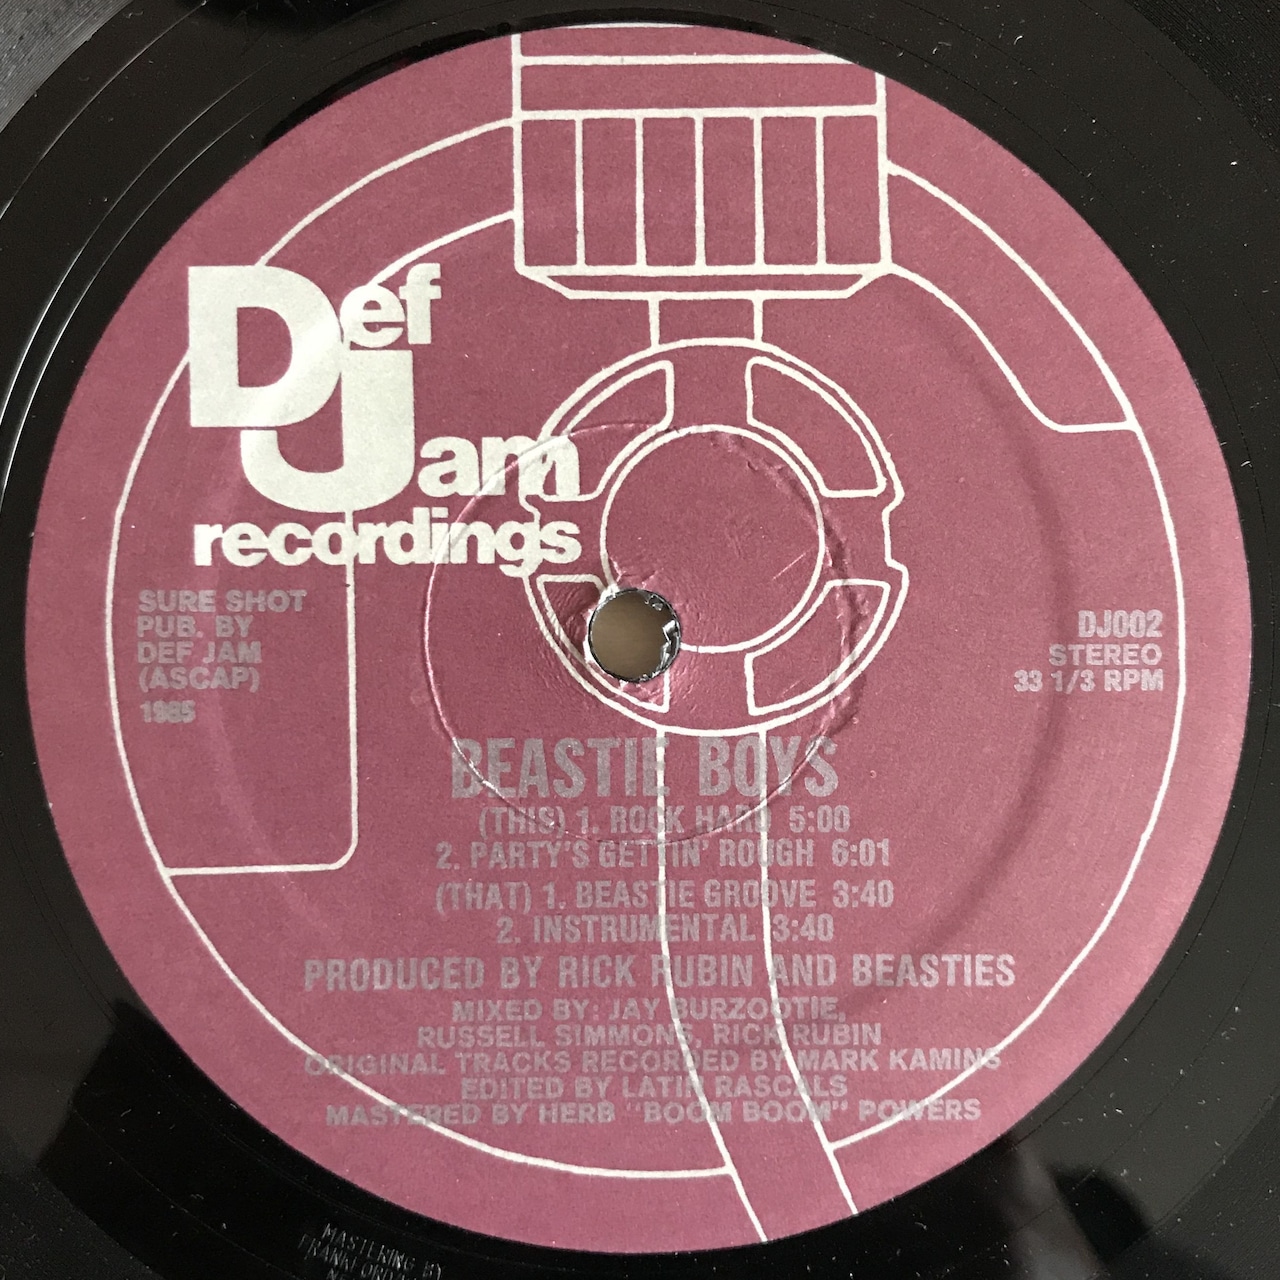 Def
Jam
recordings
SURE SHOT
PUB. BY
DEF JAM
(ASCAP)
1985
DJ002
STEREO
33 1/3 RPM
BEASTIE BOYS
(THIS) 1. ROCK HARD 5:00
2. PARTY'S GETTIN' ROUGH 6:01
(THAT) 1. BEASTIE GROOVE 3:40
2. INSTRUMENTAL 3:40
PRODUCED BY RICK RUBIN AND BEASTIES
MIXED BY: JAY BURZOOTIE,
RUSSELL SIMMONS, RICK RUBIN
ORIGINAL TRACKS RECORDED BY MARK KAMINS
EDITED BY LATIN RASCALS
MASTERED BY HERB "BOOM BOOM" POWERS
MASTERING BY